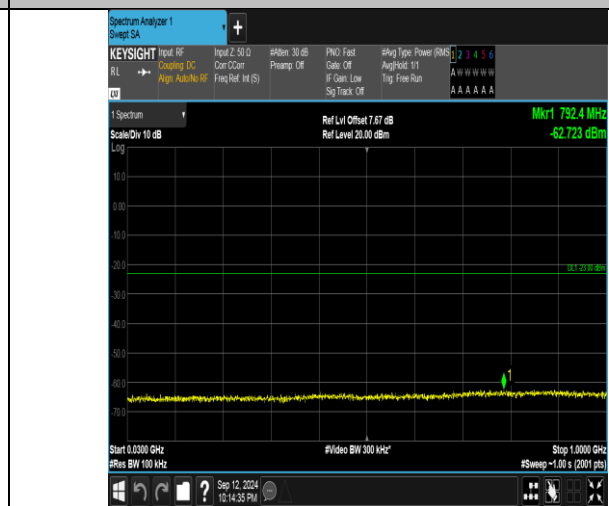 Spectrum Analyzer 1
Swept SA
+
KEYSIGHT Input: RF Input Z: 50 Ω #Atten: 30 dB PNO: Fast #Avg Type: Power (RMS 1 2 3 4 5 6
RL Coupling: DC Corr CCorr Preamp: Off Gate: Off Avg|Hold: 1/1 A W W W W W
Align: Auto/No RF Freq Ref: Int (S) IF Gain: Low Trig: Free Run
Sig Track: Off A A A A A A
LXI
1 Spectrum Ref Lvl Offset 7.67 dB Mkr1 792.4 MHz
Scale/Div 10 dB Ref Level 20.00 dBm -62.723 dBm
Log
10.0
0.00
-10.0
-20.0
DL1 -23.00 dBm
-30.0
-40.0
-50.0
1
-60.0
-70.0
Start 0.0300 GHz #Video BW 300 kHz* Stop 1.0000 GHz
#Res BW 100 kHz #Sweep ~1.00 s (2001 pts)
? Sep 12, 2024
10:14:35 PM